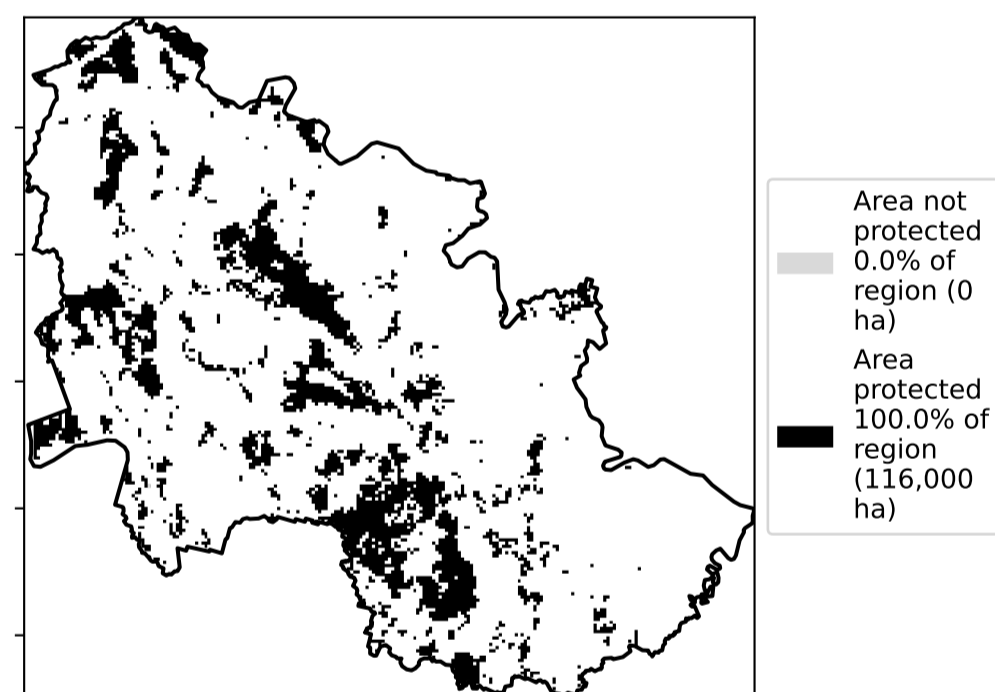 Area not
protected
0.0% of
region (0
ha)
Area
protected
100.0% of
region
(116,000
ha)